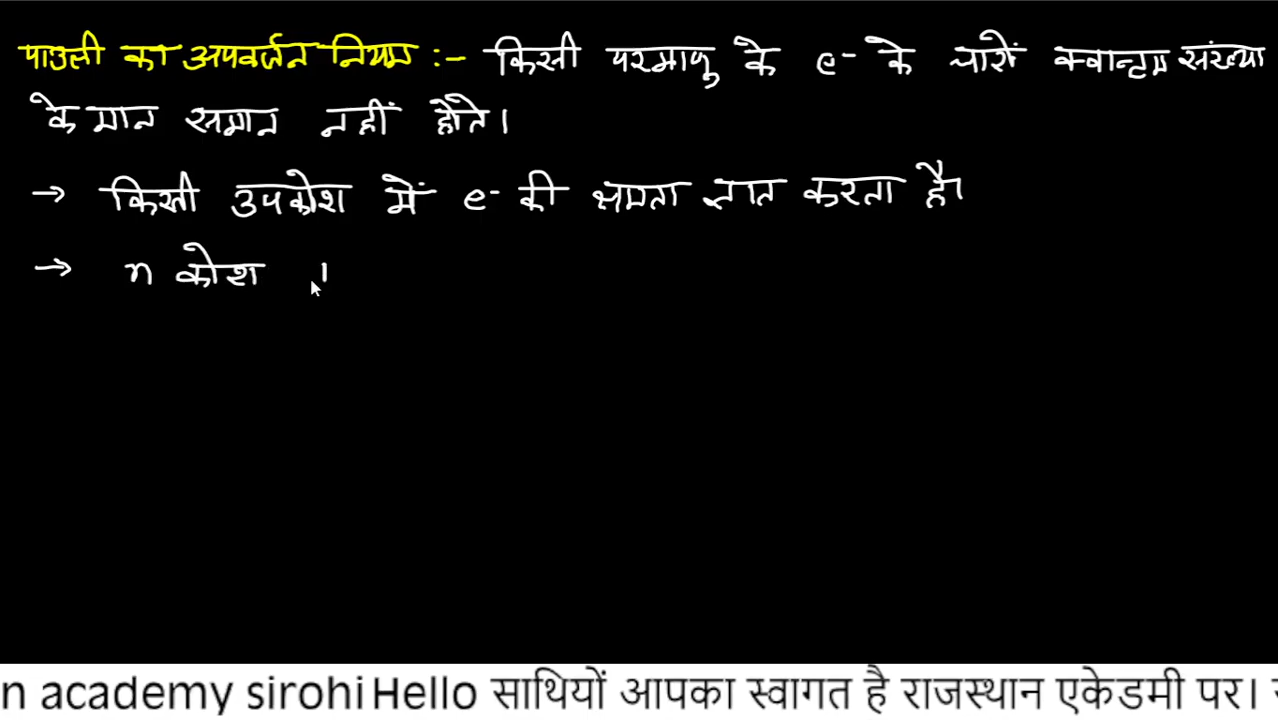 पाउली का अपवर्जन नियम :- किसी परमाणु के e- के चारों क्वान्टम संख्या
के मान समान नहीं होते।
→ किसी उपकोश में e- की क्षमता ज्ञात करता है।
→ n कोश
n academy sirohi Hello साथियों आपका स्वागत है राजस्थान एकेडमी पर।